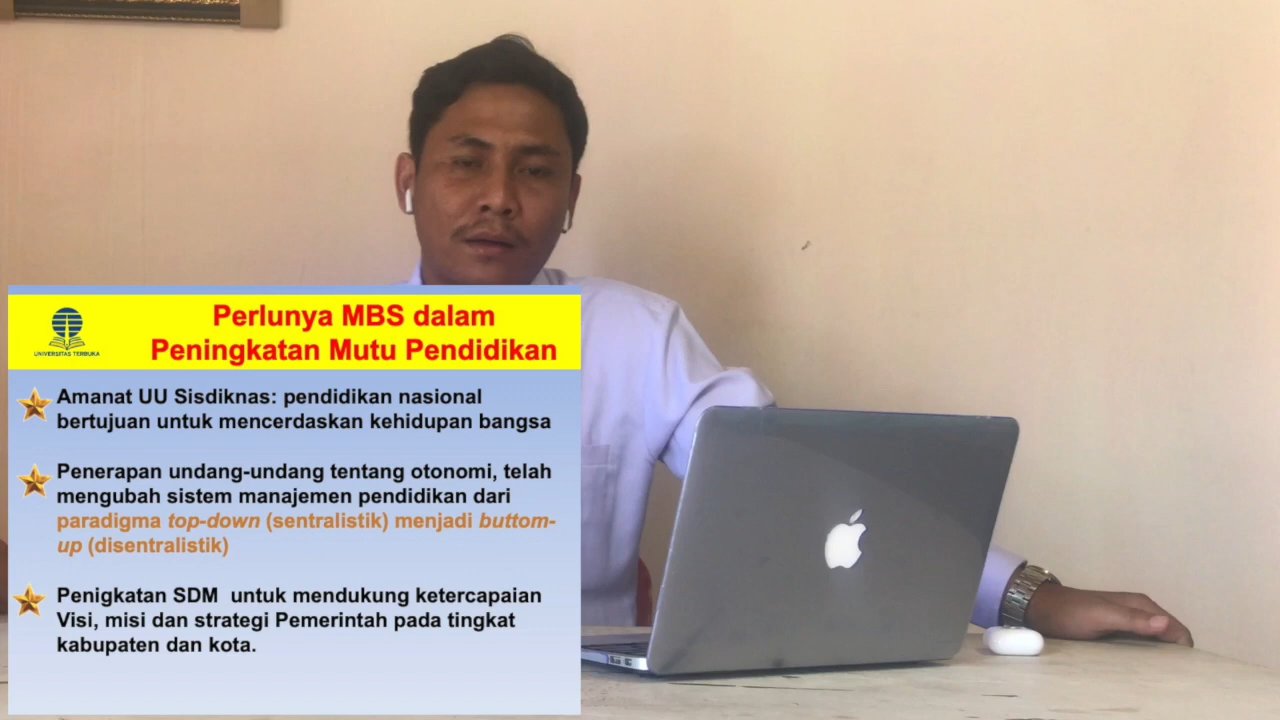 Perlunya MBS dalam
Peningkatan Mutu Pendidikan
UNIVERSITAS TERBUKA
Amanat UU Sisdiknas: pendidikan nasional
bertujuan untuk mencerdaskan kehidupan bangsa
Penerapan undang-undang tentang otonomi, telah
mengubah sistem manajemen pendidikan dari
paradigma top-down (sentralistik) menjadi buttom-
up (disentralistik)
Penigkatan SDM untuk mendukung ketercapaian
Visi, misi dan strategi Pemerintah pada tingkat
kabupaten dan kota.